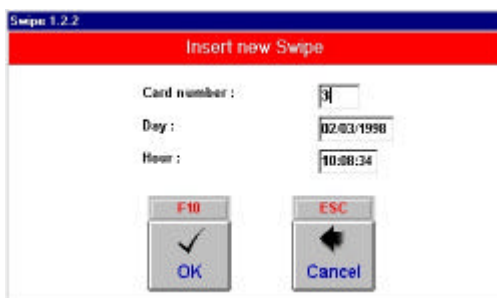 Swipe 1.2.2
Insert new Swipe
Card number : 3
Day : 02/03/1998
Hour : 10:08:34
F10 ESC
OK Cancel